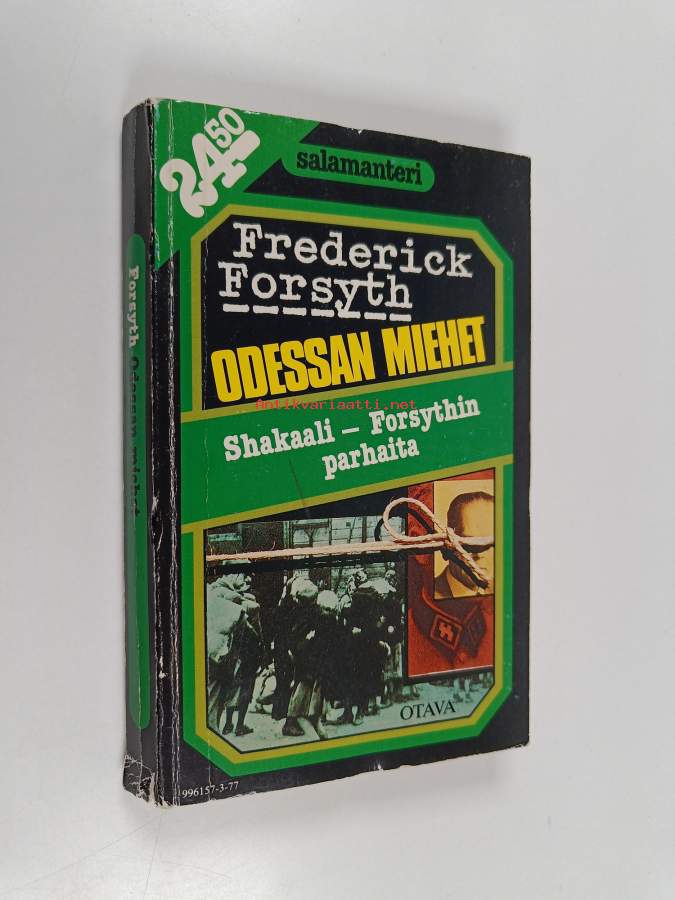 24.50
salamanteri
Frederick
Forsyth
ODESSAN MIEHET
Antikvariaatti.net
Shakaali – Forsythin
parhaita
OTAVA
996157-3-77
Forsyth Odessan miehet